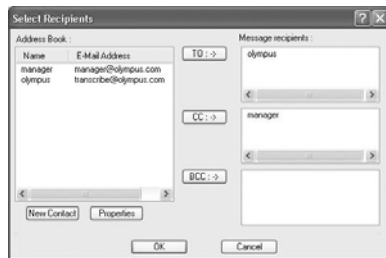 Select Recipients
Address Book :
Name E-Mail Address
manager manager@olympus.com
olympus transcribe@olympus.com
New Contact Properties
TO : ->
CC : ->
BCC : ->
Message recipients :
olympus
manager
OK Cancel